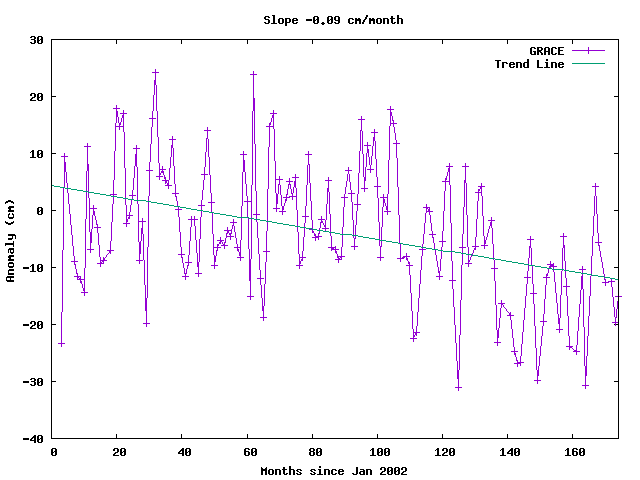 Slope -0.09 cm/month
GRACE
Trend Line
30
20
10
0
-10
-20
-30
-40
Anomaly (cm)
0 20 40 60 80 100 120 140 160
Months since Jan 2002